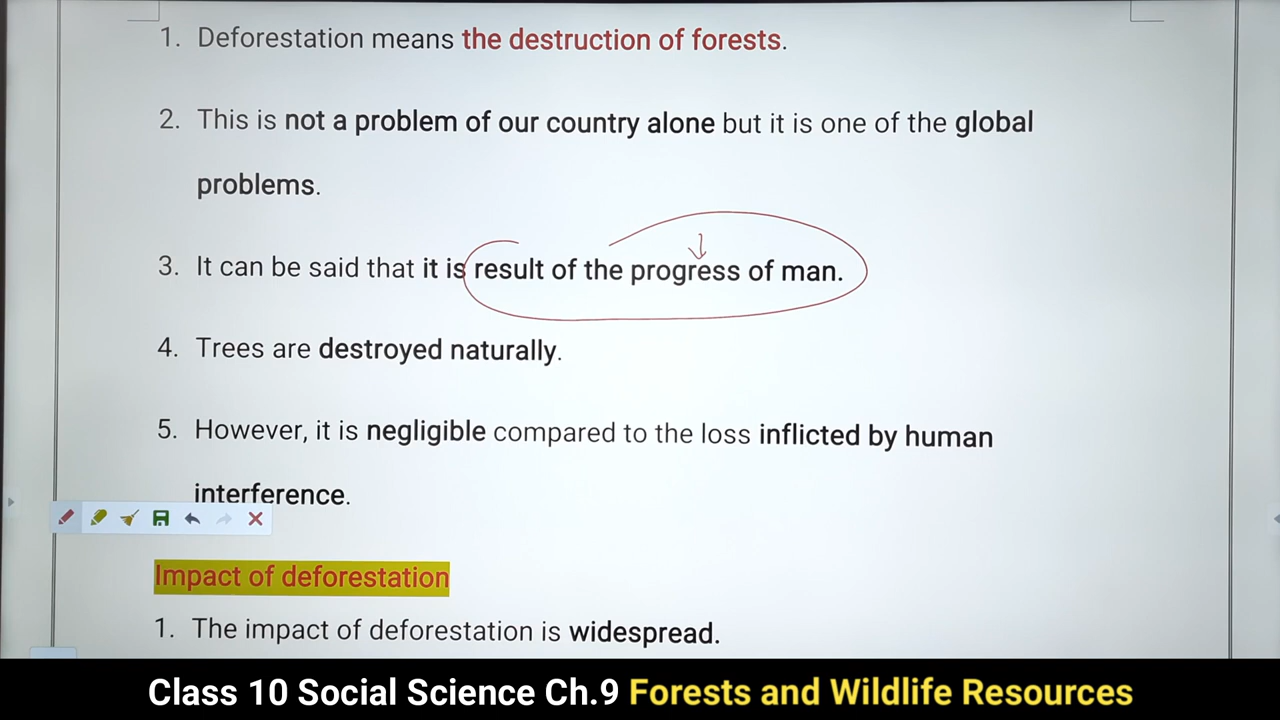 1. Deforestation means the destruction of forests.
2. This is not a problem of our country alone but it is one of the global
problems.
3. It can be said that it is result of the progress of man.
4. Trees are destroyed naturally.
5. However, it is negligible compared to the loss inflicted by human
interference.
Impact of deforestation
1. The impact of deforestation is widespread.
Class 10 Social Science Ch.9 Forests and Wildlife Resources